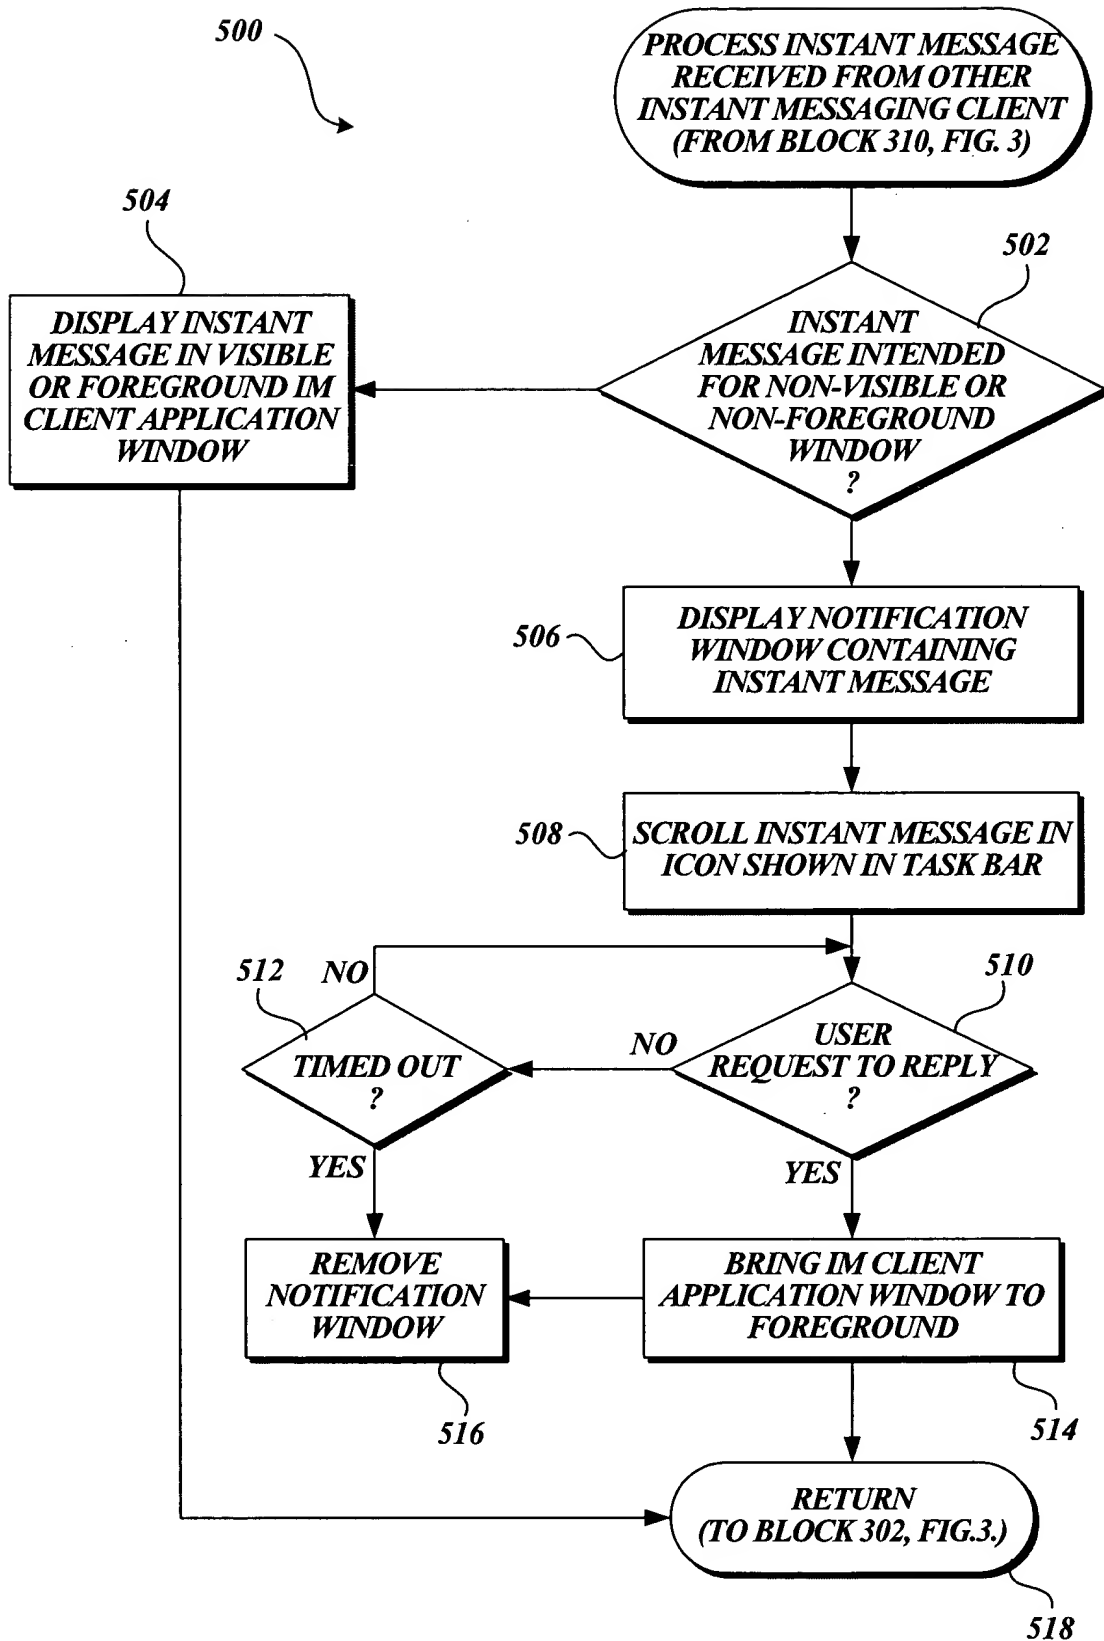 500
PROCESS INSTANT MESSAGE
RECEIVED FROM OTHER
INSTANT MESSAGING CLIENT
(FROM BLOCK 310, FIG. 3)
504
502
DISPLAY INSTANT
MESSAGE IN VISIBLE
OR FOREGROUND IM
CLIENT APPLICATION
WINDOW
INSTANT
MESSAGE INTENDED
FOR NON-VISIBLE OR
NON-FOREGROUND
WINDOW
?
506
DISPLAY NOTIFICATION
WINDOW CONTAINING
INSTANT MESSAGE
508
SCROLL INSTANT MESSAGE IN
ICON SHOWN IN TASK BAR
512
NO
510
TIMED OUT
?
NO
USER
REQUEST TO REPLY
?
YES
YES
REMOVE
NOTIFICATION
WINDOW
BRING IM CLIENT
APPLICATION WINDOW TO
FOREGROUND
516
514
RETURN
(TO BLOCK 302, FIG.3.)
518